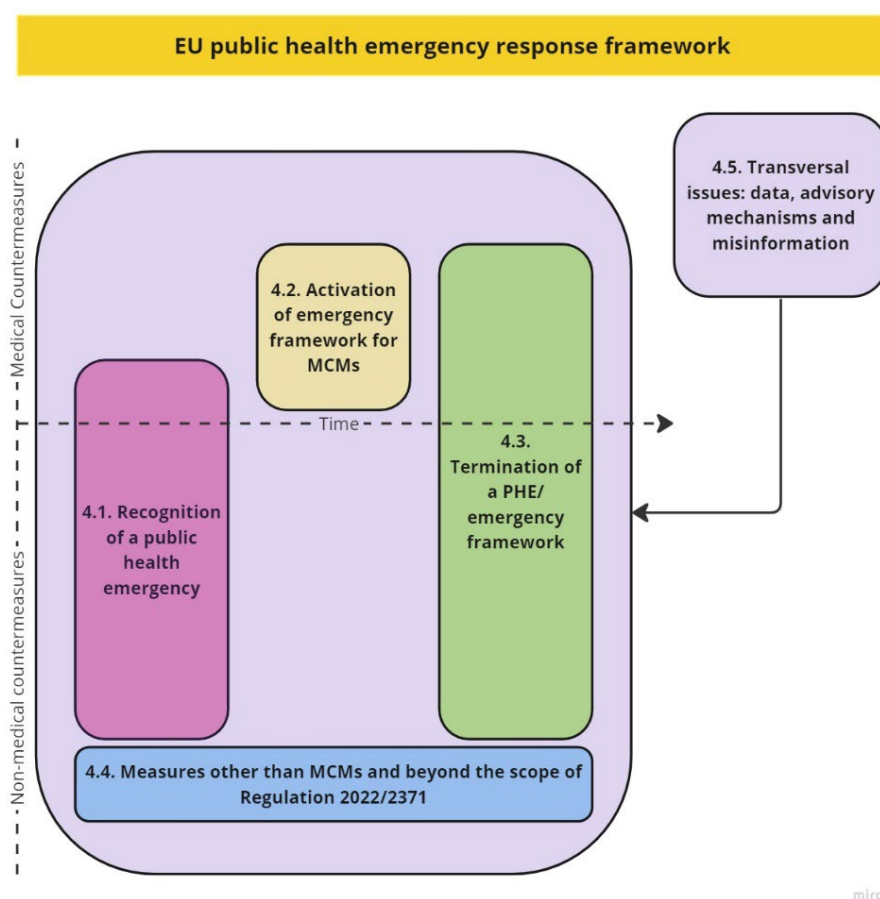 EU public health emergency response framework
4.5. Transversal
issues: data, advisory
mechanisms and
misinformation
Medical Countermeasures
4.2. Activation
of emergency
framework for
MCMs
Time
4.3.
Termination of
a PHE/
emergency
framework
4.1. Recognition
of a public
health
emergency
Non-medical countermeasures
4.4. Measures other than MCMs and beyond the scope of
Regulation 2022/2371